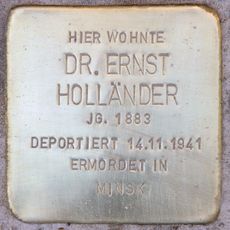 HIER WOHNTE
DR. ERNST
HOLLÄNDER
JG. 1883
DEPORTIERT 14.11.1941
ERMORDET IN
MINSK